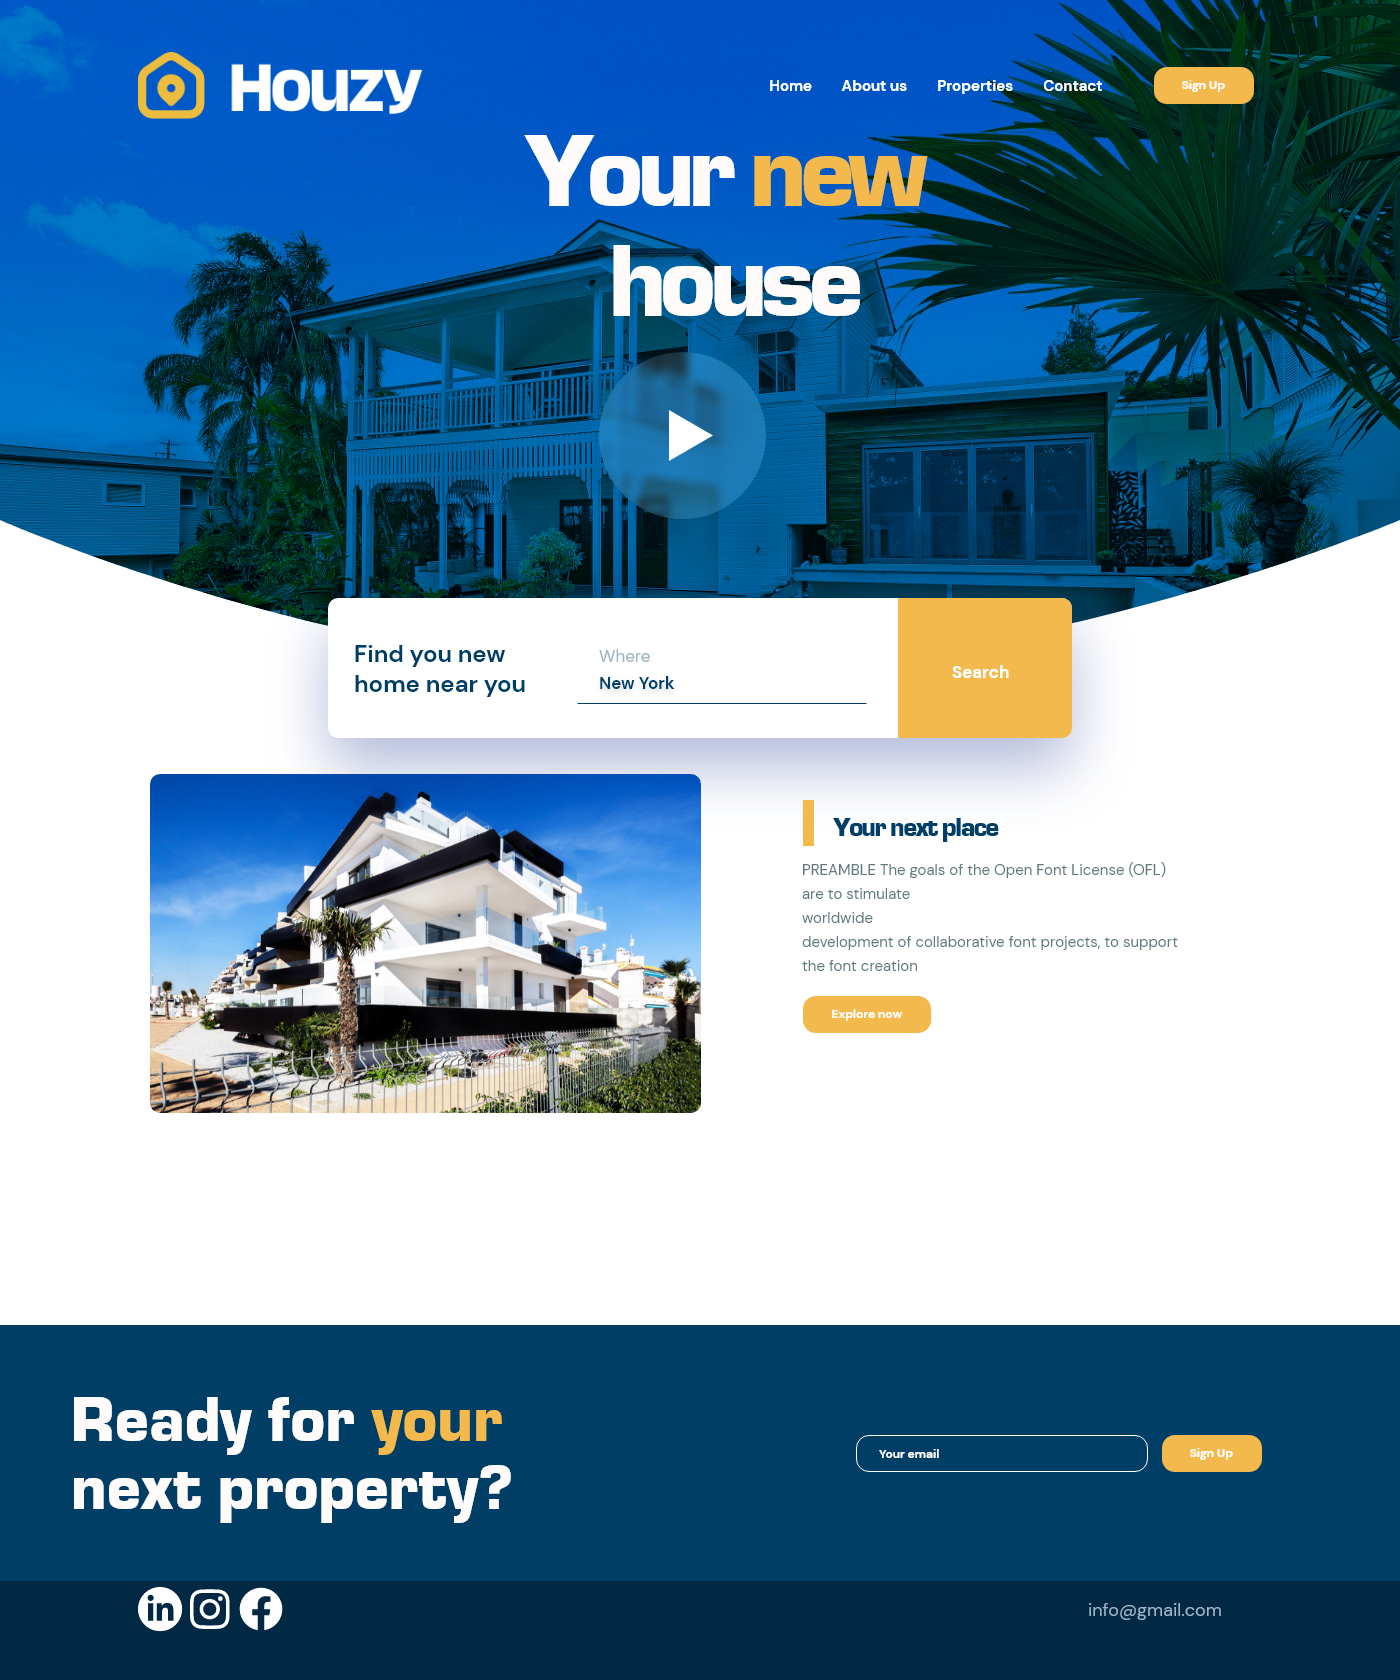 Houzy
Home About us Properties Contact Sign Up
Your new
house
Find you new
home near you
Where
New York
Search
Your next place
PREAMBLE The goals of the Open Font License (OFL)
are to stimulate
worldwide
development of collaborative font projects, to support
the font creation
Explore now
Ready for your
next property?
Your email
Sign Up
in
info@gmail.com